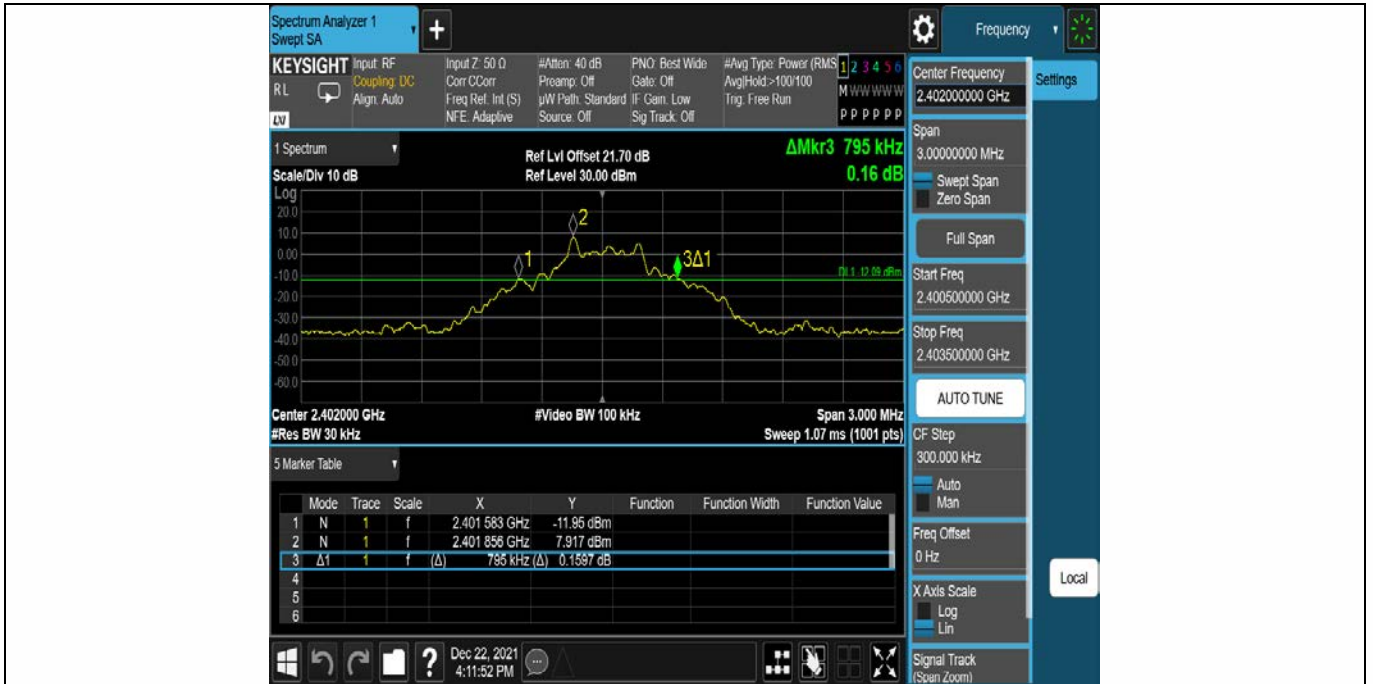 Spectrum Analyzer 1
Swept SA
+
Frequency
KEYSIGHT
RL
LV
Input: RF
Coupling: DC
Align: Auto
Input Z: 50 Ω
Corr CCorr
Freq Ref: Int (S)
NFE: Adaptive
#Atten: 40 dB
Preamp: Off
µW Path: Standard
Source: Off
PNO: Best Wide
Gate: Off
IF Gain: Low
Sig Track: Off
#Avg Type: Power (RMS
Avg|Hold:>100/100
Trig: Free Run
1 2 3 4 5 6
M W W W W W
P P P P P P
1 Spectrum
Scale/Div 10 dB
Ref Lvl Offset 21.70 dB
Ref Level 30.00 dBm
ΔMkr3 795 kHz
0.16 dB
Log
20.0
10.0
0.00
-10.0
-20.0
-30.0
-40.0
-50.0
-60.0
1
2
3Δ1
DL1 -12.09 dBm
Center 2.402000 GHz
#Video BW 100 kHz
Span 3.000 MHz
#Res BW 30 kHz
Sweep 1.07 ms (1001 pts)
5 Marker Table
Mode Trace Scale X Y Function Function Width Function Value
1 N 1 f 2.401 583 GHz -11.95 dBm
2 N 1 f 2.401 856 GHz 7.917 dBm
3 Δ1 1 f (Δ) 795 kHz (Δ) 0.1597 dB
4
5
6
?
Dec 22, 2021
4:11:52 PM
Center Frequency
2.402000000 GHz
Span
3.00000000 MHz
Swept Span
Zero Span
Full Span
Start Freq
2.400500000 GHz
Stop Freq
2.403500000 GHz
AUTO TUNE
CF Step
300.000 kHz
Auto
Man
Freq Offset
0 Hz
X Axis Scale
Log
Lin
Signal Track
(Span Zoom)
Settings
Local